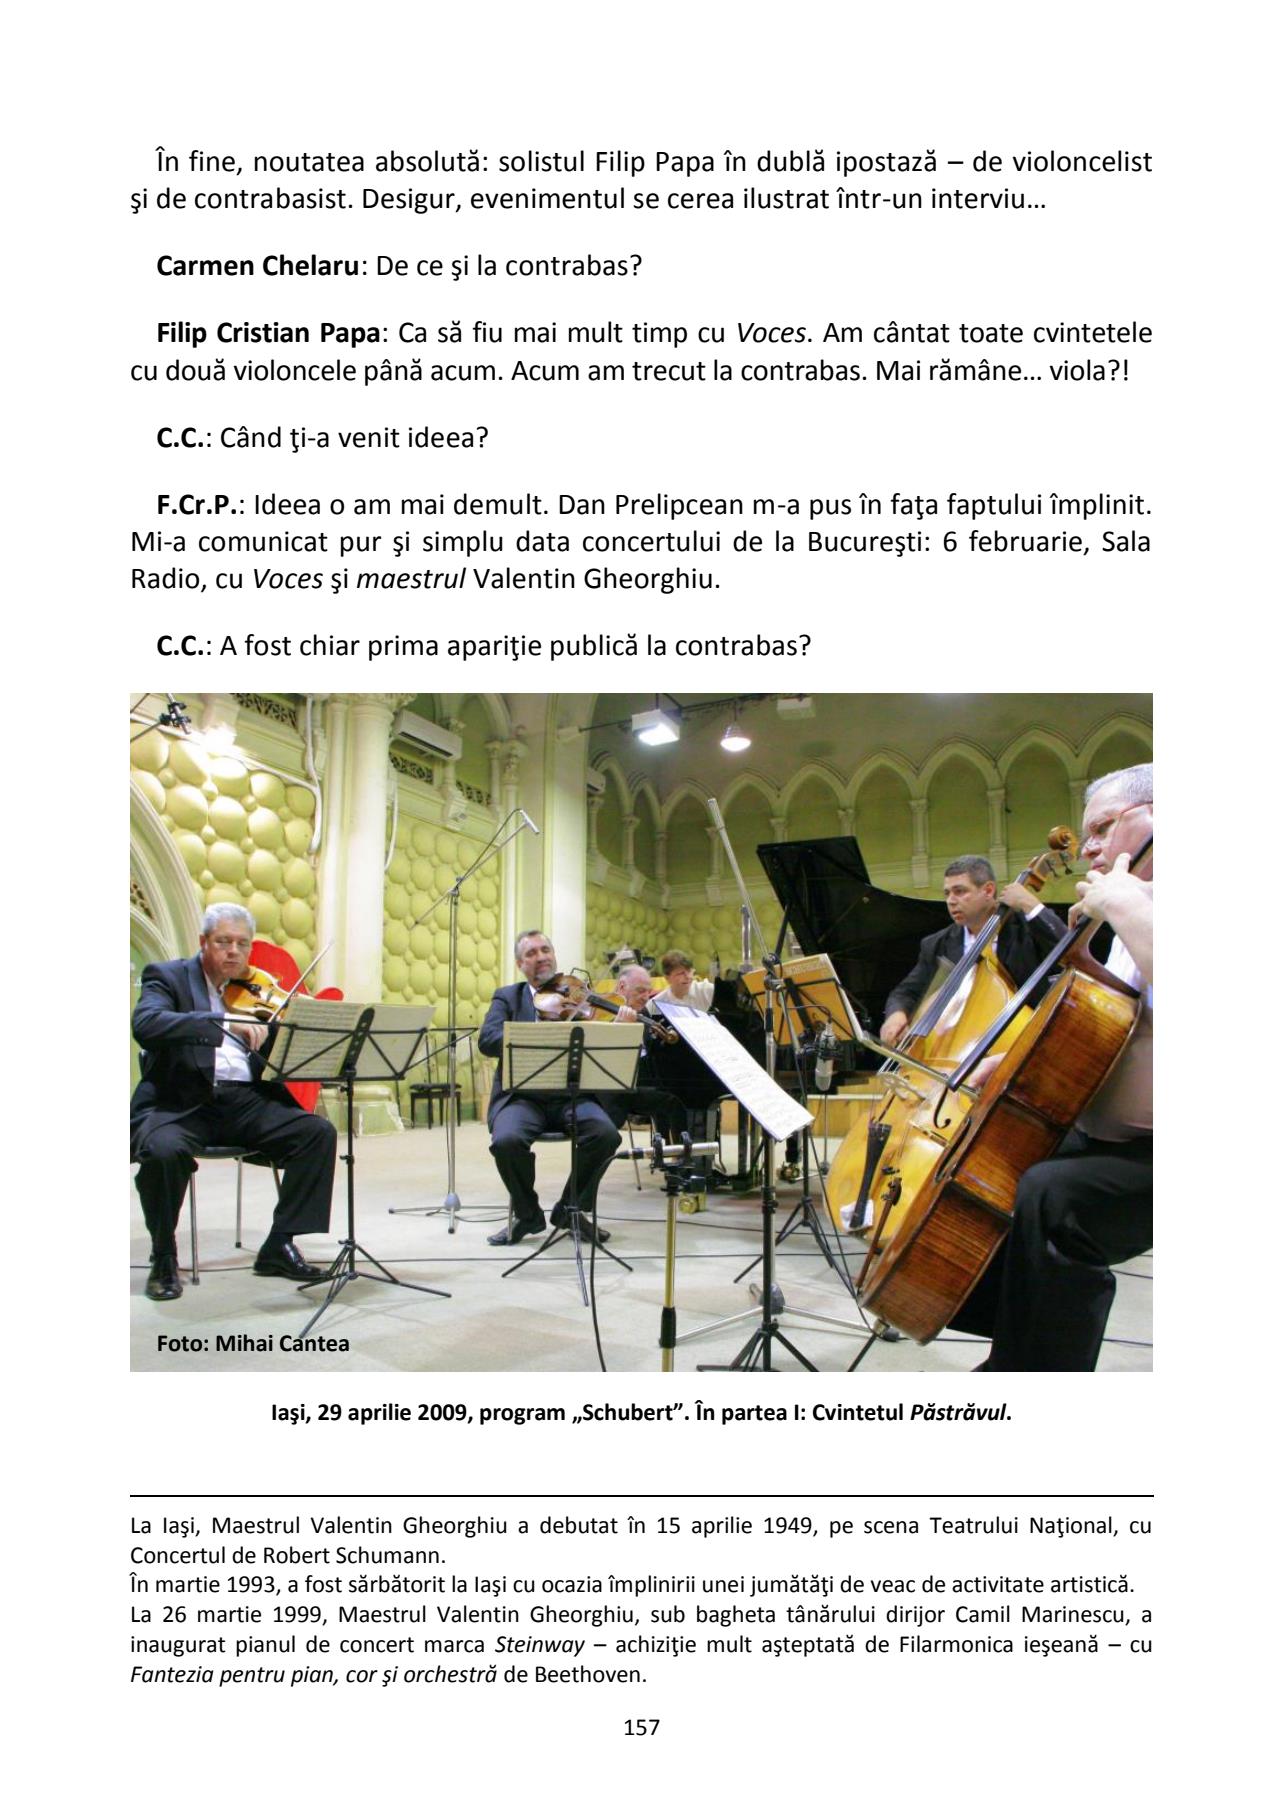 În fine, noutatea absolută: solistul Filip Papa în dublă ipostază – de violoncelist
şi de contrabasist. Desigur, evenimentul se cerea ilustrat într-un interviu…
Carmen Chelaru: De ce şi la contrabas?
Filip Cristian Papa: Ca să fiu mai mult timp cu Voces. Am cântat toate cvintetele
cu două violoncele până acum. Acum am trecut la contrabas. Mai rămâne… viola?!
C.C.: Când ţi-a venit ideea?
F.Cr.P.: Ideea o am mai demult. Dan Prelipcean m-a pus în faţa faptului împlinit.
Mi-a comunicat pur şi simplu data concertului de la Bucureşti: 6 februarie, Sala
Radio, cu Voces şi maestrul Valentin Gheorghiu.
C.C.: A fost chiar prima apariţie publică la contrabas?
Foto: Mihai Cantea
Iaşi, 29 aprilie 2009, program „Schubert”. În partea I: Cvintetul Păstrăvul.
La Iaşi, Maestrul Valentin Gheorghiu a debutat în 15 aprilie 1949, pe scena Teatrului Naţional, cu
Concertul de Robert Schumann.
În martie 1993, a fost sărbătorit la Iaşi cu ocazia împlinirii unei jumătăţi de veac de activitate artistică.
La 26 martie 1999, Maestrul Valentin Gheorghiu, sub bagheta tânărului dirijor Camil Marinescu, a
inaugurat pianul de concert marca Steinway – achiziţie mult aşteptată de Filarmonica ieşeană – cu
Fantezia pentru pian, cor şi orchestră de Beethoven.
157